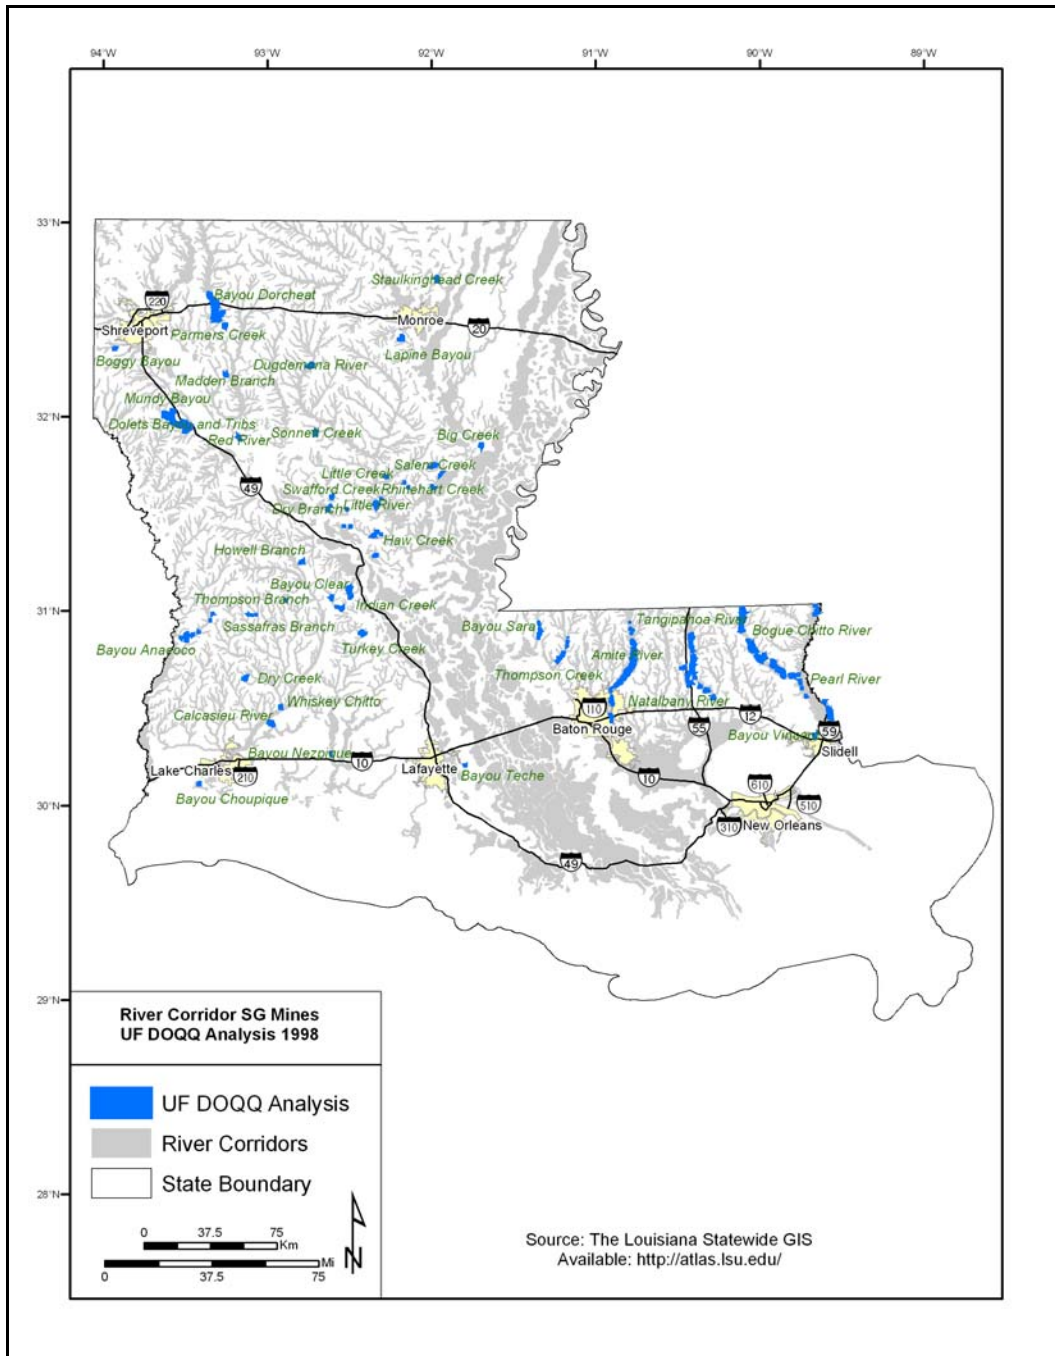 94°W 93°W 92°W 91°W 90°W 89°W
33°N
Staulkinghead Creek
Bayou Dorcheat
220
Monroe
20
Shreveport
Parmers Creek
Boggy Bayou
Dugdemona River
Lapine Bayou
Madden Branch
Mundy Bayou
32°N
Dolets Bayou and Tribs
Red River
Sonnett Creek
Big Creek
Salem Creek
Little Creek
49
Swafford Creek
Rhinehart Creek
Dry Branch
Little River
Haw Creek
Howell Branch
Bayou Clear
Thompson Branch
Indian Creek
31°N
Sassafras Branch
Bayou Sara
Tangipahoa River
Bogue Chitto River
Bayou Anacoco
Turkey Creek
Amite River
Thompson Creek
Dry Creek
Pearl River
Whiskey Chitto
Natalbany River
Calcasieu River
110
12
Baton Rouge
55
59
Bayou Vincent
Slidell
Bayou Nezpique
10
Lake Charles
210
Lafayette
Bayou Teche
10
610
Bayou Choupique
30°N
510
310
New Orleans
49
29°N
River Corridor SG Mines
UF DOQQ Analysis 1998
UF DOQQ Analysis
River Corridors
State Boundary
28°N
0 37.5 75
Km
Mi
0 37.5 75
N
Source: The Louisiana Statewide GIS
Available: http://atlas.lsu.edu/